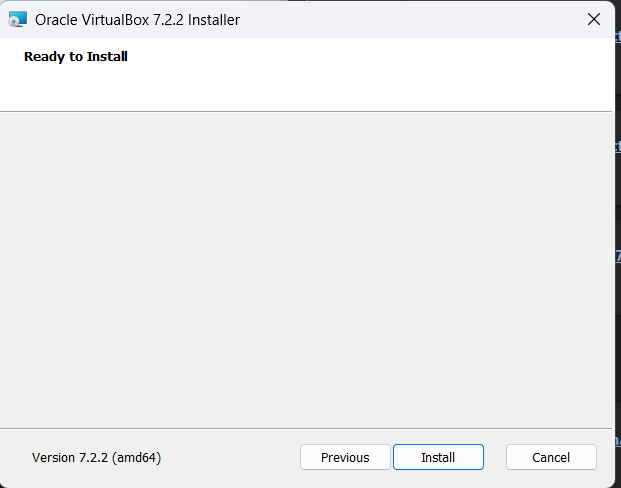 Oracle VirtualBox 7.2.2 Installer
Ready to Install
Version 7.2.2 (amd64)
Previous
Install
Cancel